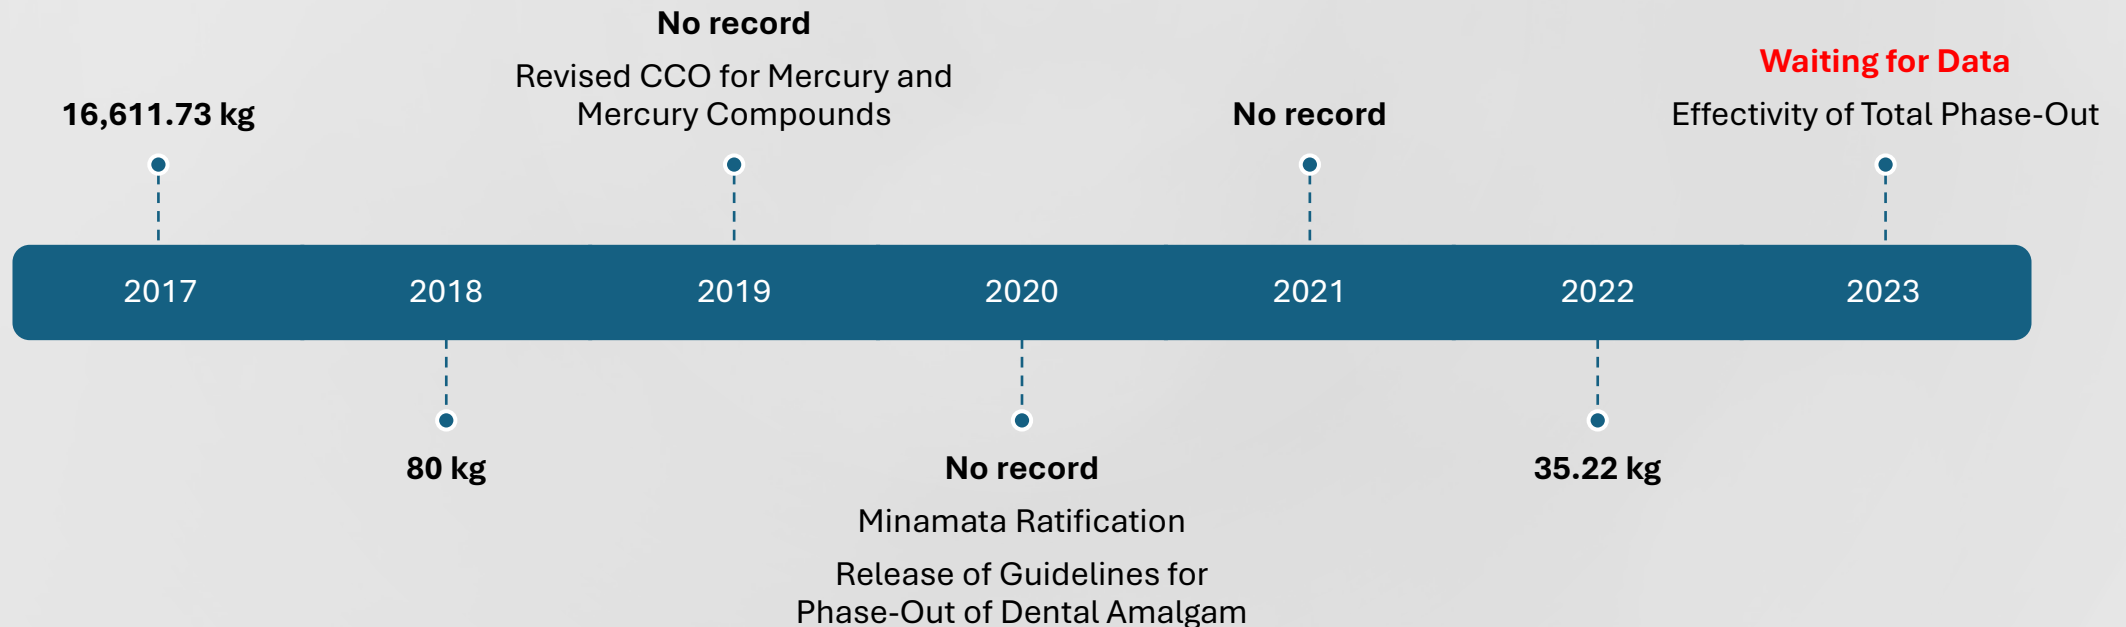 No record
Revised CCO for Mercury and
Mercury Compounds
Waiting for Data
Effectivity of Total Phase-Out
16,611.73 kg
No record
2017
2018
2019
2020
2021
2022
2023
80 kg
No record
Minamata Ratification
Release of Guidelines for
Phase-Out of Dental Amalgam
35.22 kg